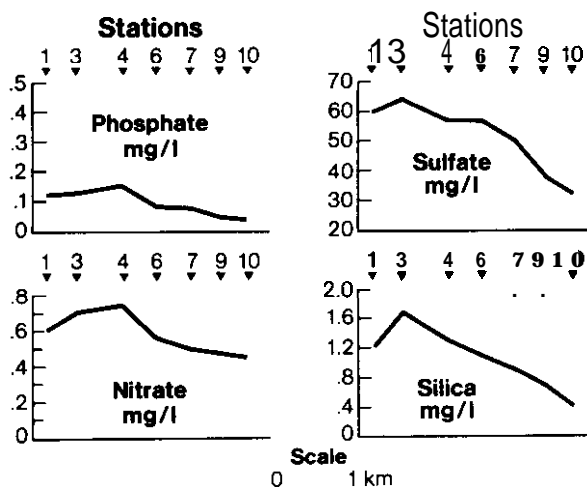 Stations
1 3 4 6 7 9 10
.5
.4
.3
.2
.1
0
Phosphate
mg/l
Stations
13 4 6 7 9 10
70
60
50
40
30
20
Sulfate
mg/l
1 3 4 6 7 9 10
.8
.6
.4
.2
0
Nitrate
mg/l
1 3 4 6 7 9 1 0
2.0
1.6
1.2
.8
.4
0
Silica
mg/l
Scale
0 1 km